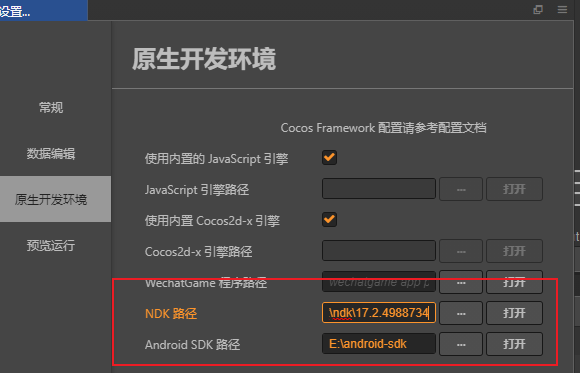 设置...
原生开发环境
Cocos Framework 配置请参考配置文档
常规
数据编辑
原生开发环境
预览运行
使用内置的 JavaScript 引擎
JavaScript 引擎路径 ... 打开
使用内置 Cocos2d-x 引擎
Cocos2d-x 引擎路径 ... 打开
WechatGame 程序路径 wechatgame app p ... 打开
NDK 路径 \ndk\17.2.4988734 ... 打开
Android SDK 路径 E:\android-sdk ... 打开